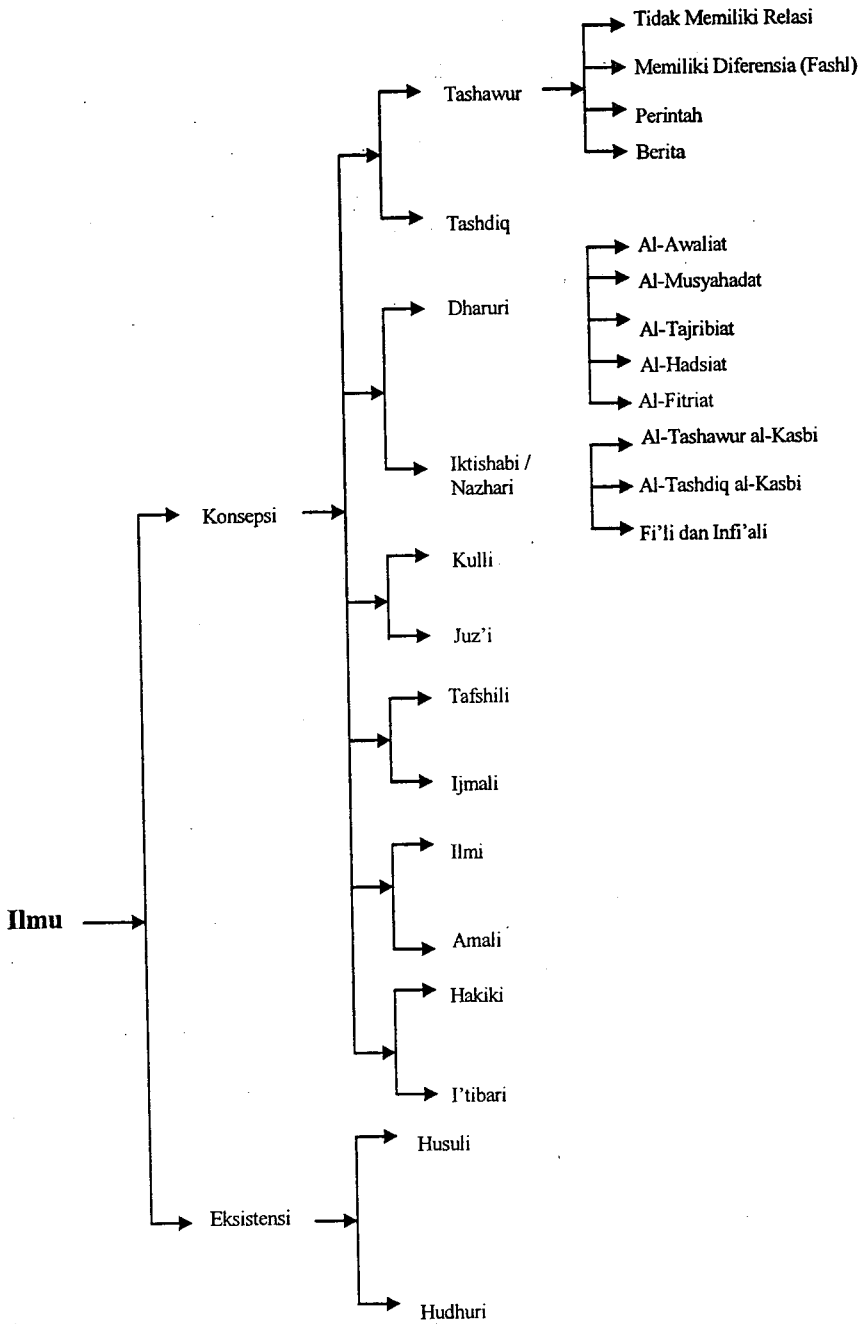 Tidak Memiliki Relasi
Memiliki Diferensia (Fashl)
Tashawur
Perintah
Berita
Tashdiq
Al-Awaliat
Al-Musyahadat
Dharuri
Al-Tajribiat
Al-Hadsiat
Al-Fitriat
Al-Tashawur al-Kasbi
Iktishabi /
Nazhari
Al-Tashdiq al-Kasbi
Konsepsi
Fi'li dan Infi'ali
Kulli
Juz'i
Tafshili
Ijmali
Ilmi
Ilmu
Amali
Hakiki
I'tibari
Husuli
Eksistensi
Hudhuri